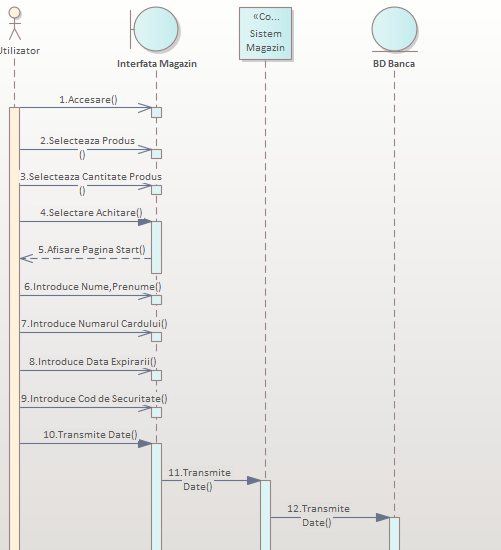 «Co...
Sistem
Magazin
Utilizator
Interfata Magazin
BD Banca
1.Accesare()
2.Selecteaza Produs
()
3.Selecteaza Cantitate Produs
()
4.Selectare Achitare()
5.Afisare Pagina Start()
6.Introduce Nume,Prenume()
7.Introduce Numarul Cardului()
8.Introduce Data Expirarii()
9.Introduce Cod de Securitate()
10.Transmite Date()
11.Transmite
Date()
12.Transmite
Date()